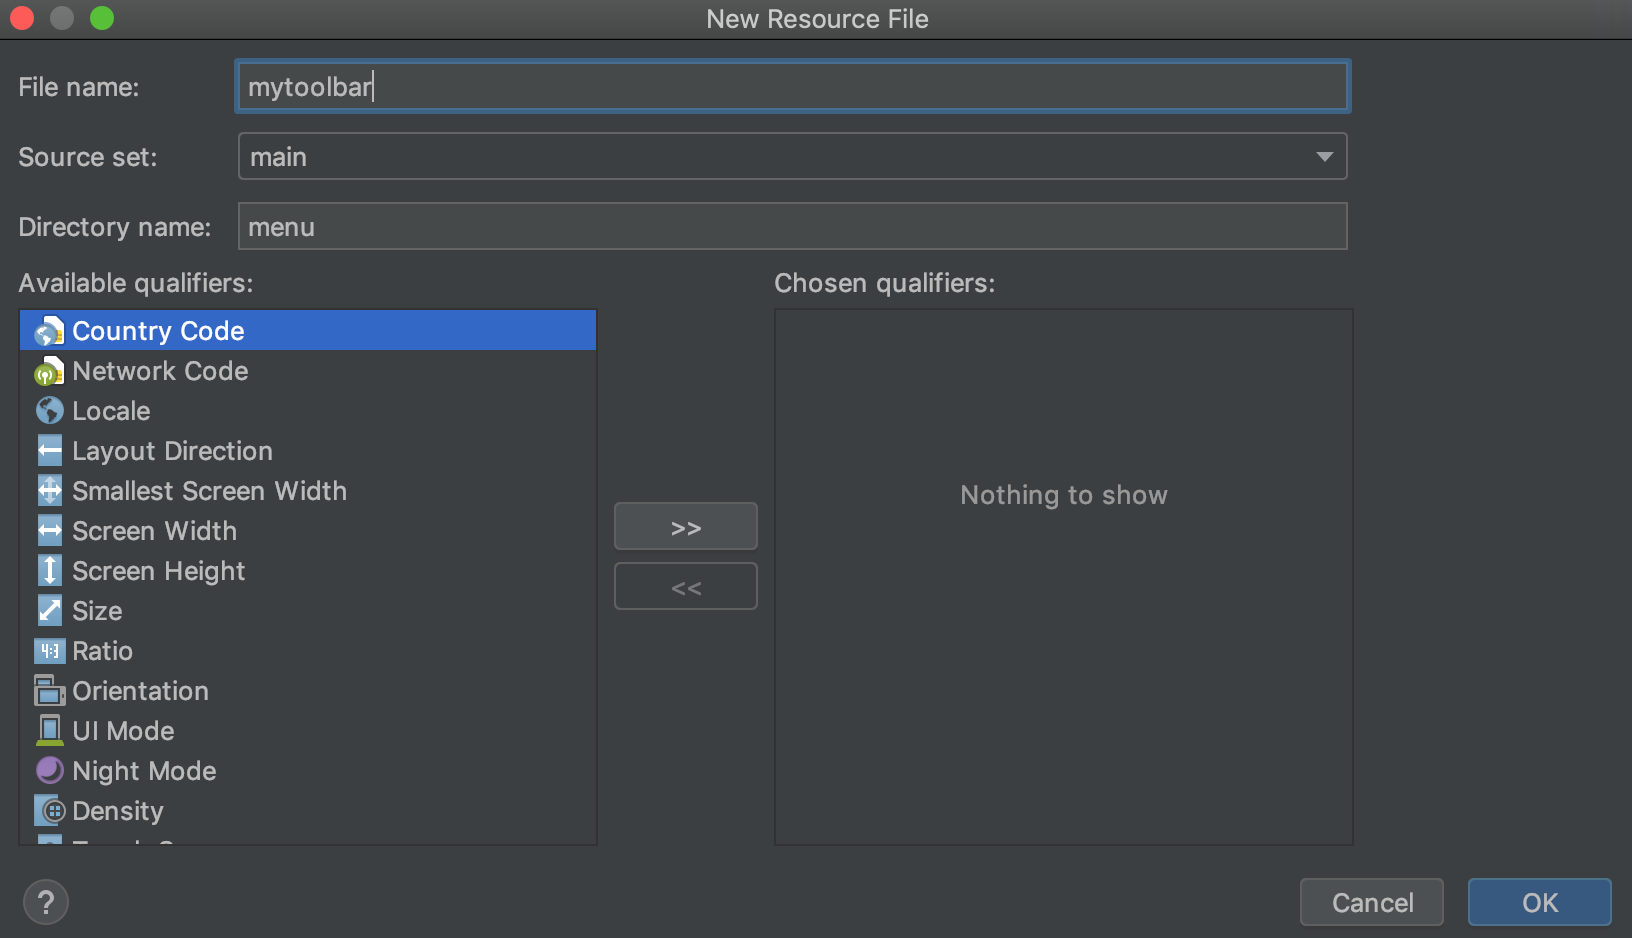 New Resource File
File name:
mytoolbar
Source set:
main
Directory name:
menu
Available qualifiers:
Chosen qualifiers:
Country Code
Network Code
Locale
Layout Direction
Smallest Screen Width
Screen Width
Screen Height
Size
4:3 Ratio
Orientation
UI Mode
Night Mode
Density
>>
<<
Nothing to show
?
Cancel
OK